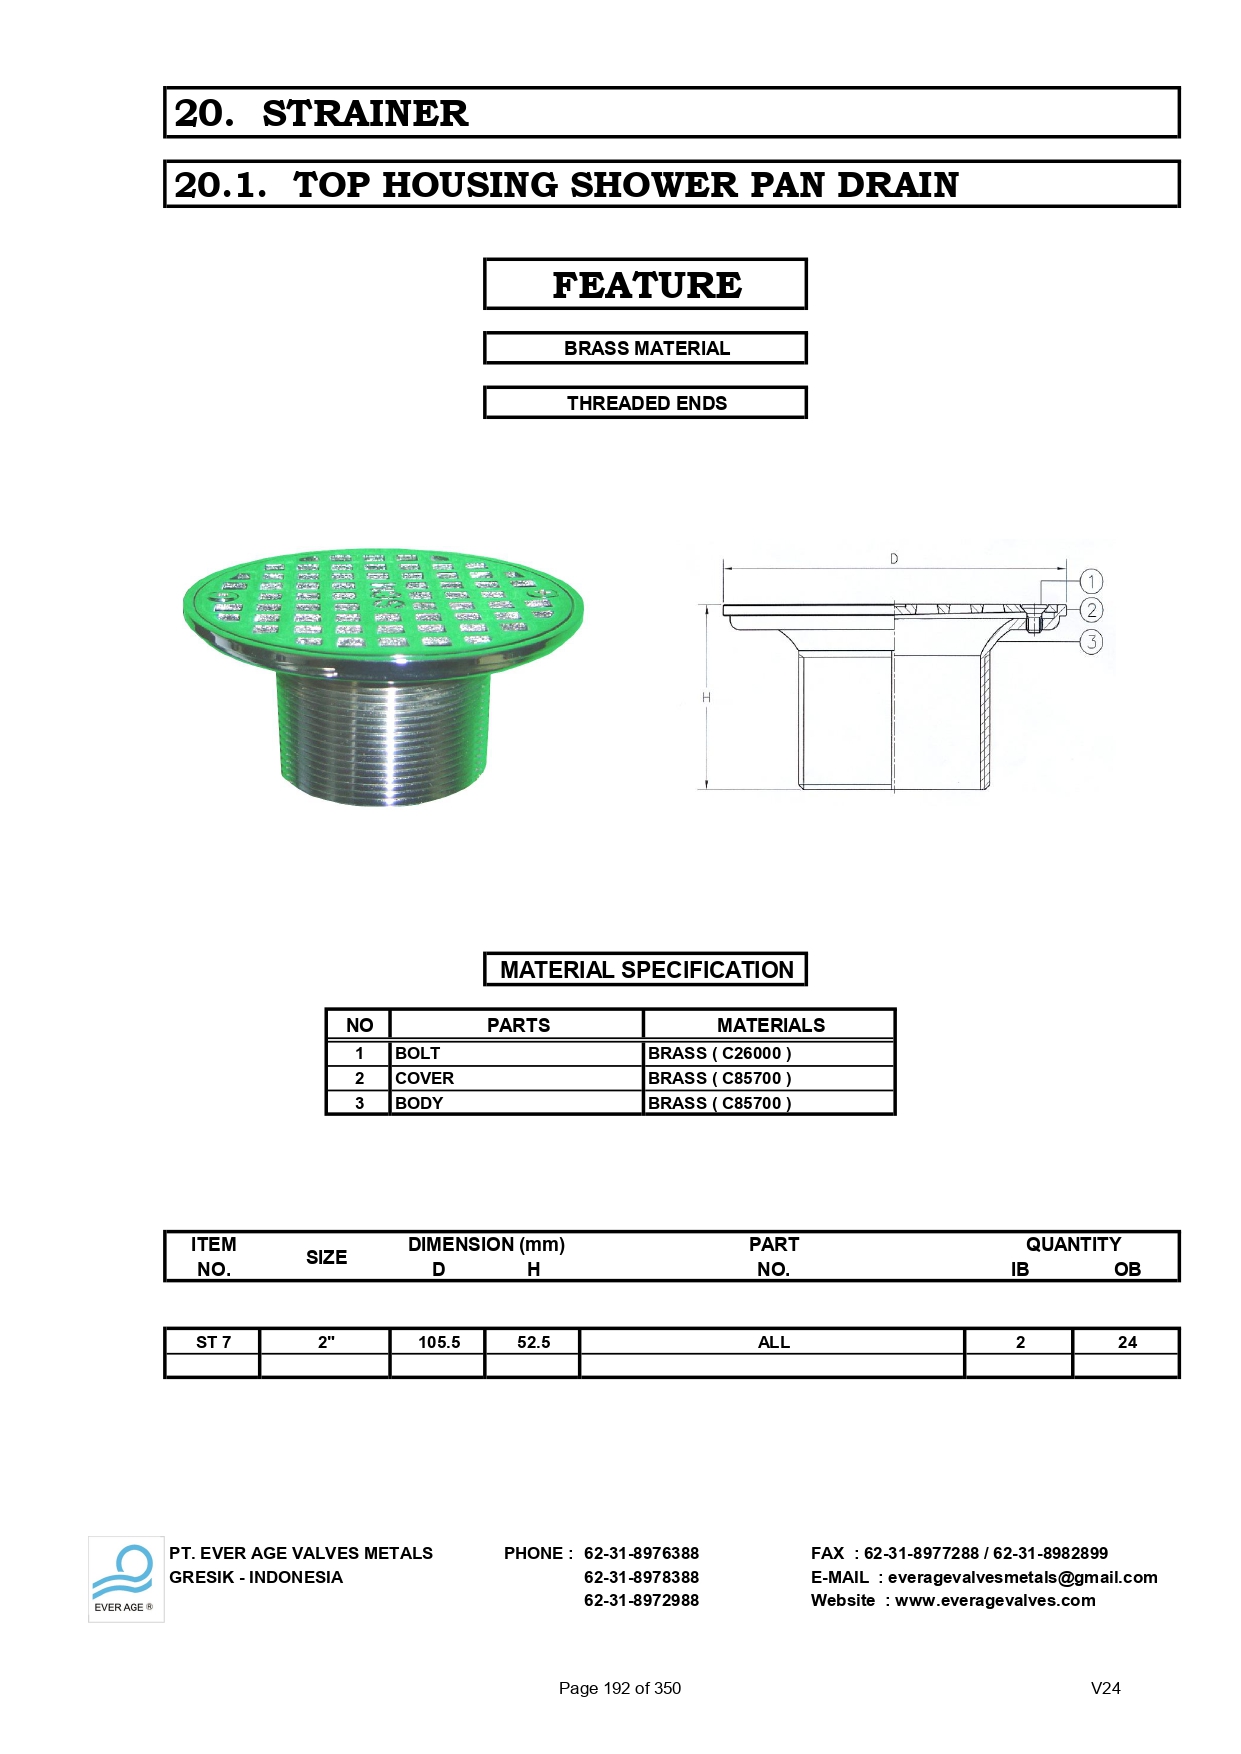 20. STRAINER
20.1. TOP HOUSING SHOWER PAN DRAIN
FEATURE
BRASS MATERIAL
THREADED ENDS
D
1
2
3
H
MATERIAL SPECIFICATION
NO PARTS MATERIALS
1 BOLT BRASS ( C26000 )
2 COVER BRASS ( C85700 )
3 BODY BRASS ( C85700 )
ITEM DIMENSION (mm) PART QUANTITY
SIZE
NO. D H NO. IB OB
ST 7 2" 105.5 52.5 ALL 2 24
PT. EVER AGE VALVES METALS PHONE : 62-31-8976388 FAX : 62-31-8977288 / 62-31-8982899
GRESIK - INDONESIA 62-31-8978388 E-MAIL : everagevalvesmetals@gmail.com
62-31-8972988 Website : www.everagevalves.com
EVER AGE ®
Page 192 of 350 V24